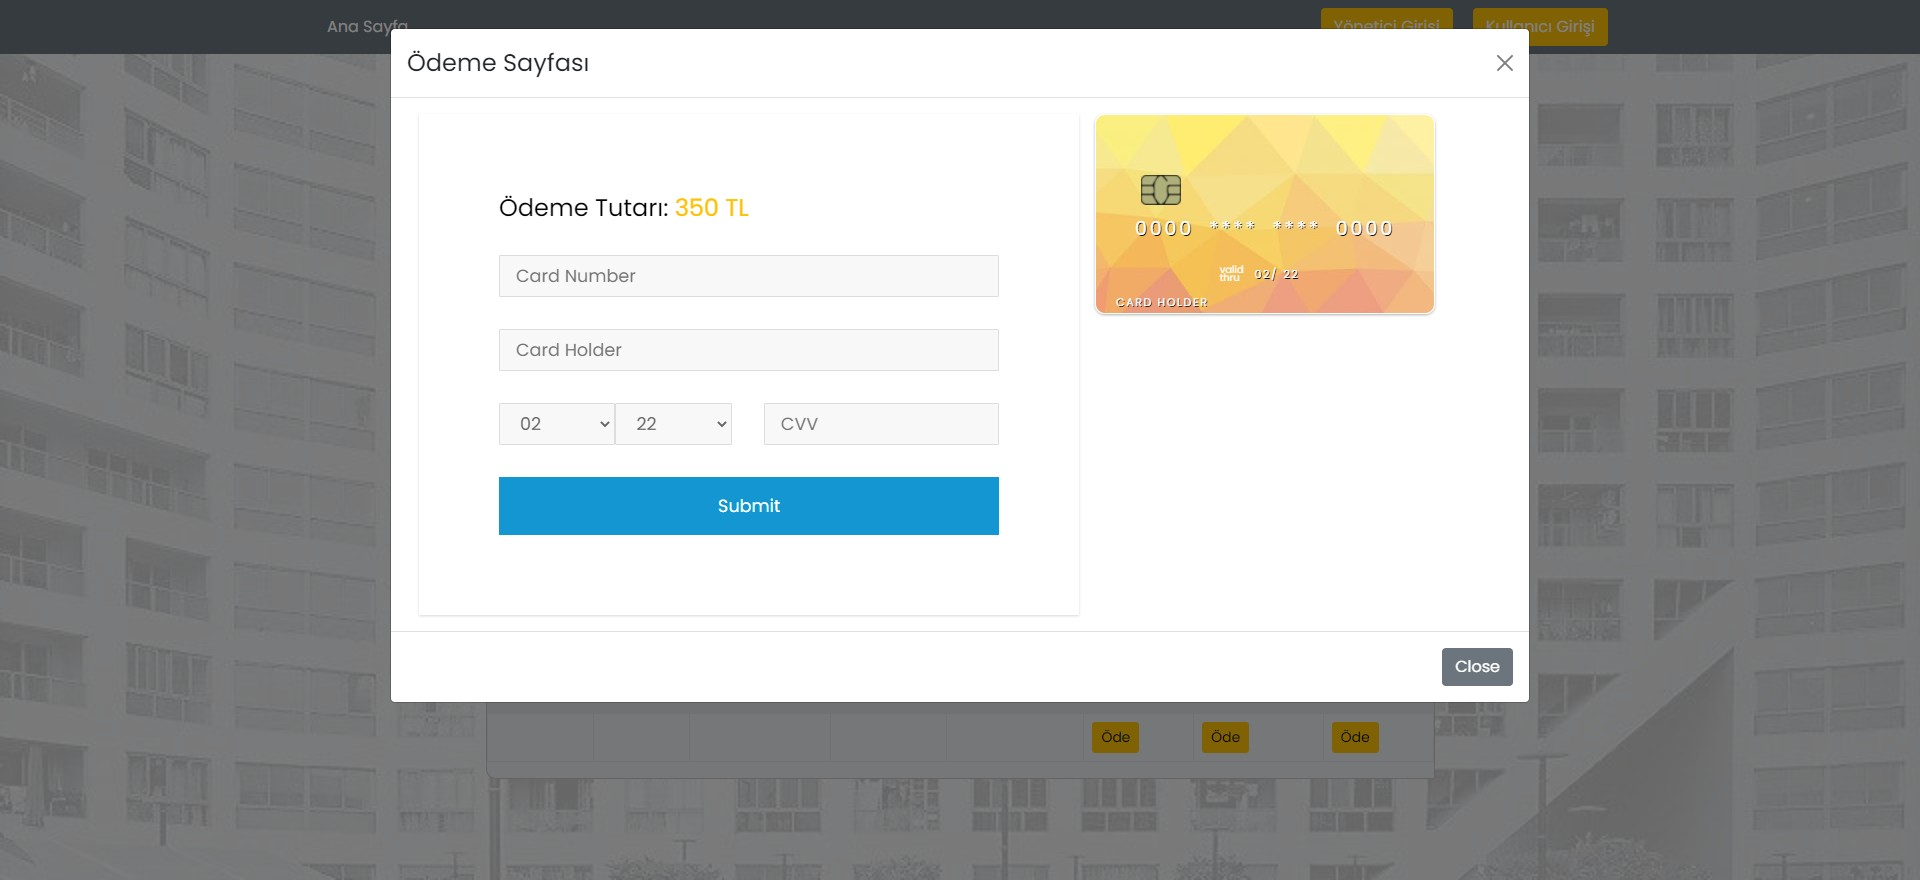 Ana Sayfa
Yönetici Girişi
Kullanıcı Girişi
Ödeme Sayfası
Ödeme Tutarı: 350 TL
Card Number
Card Holder
02
22
CVV
Submit
0000 **** **** 0000
valid
thru
02/ 22
CARD HOLDER
Close
Öde
Öde
Öde